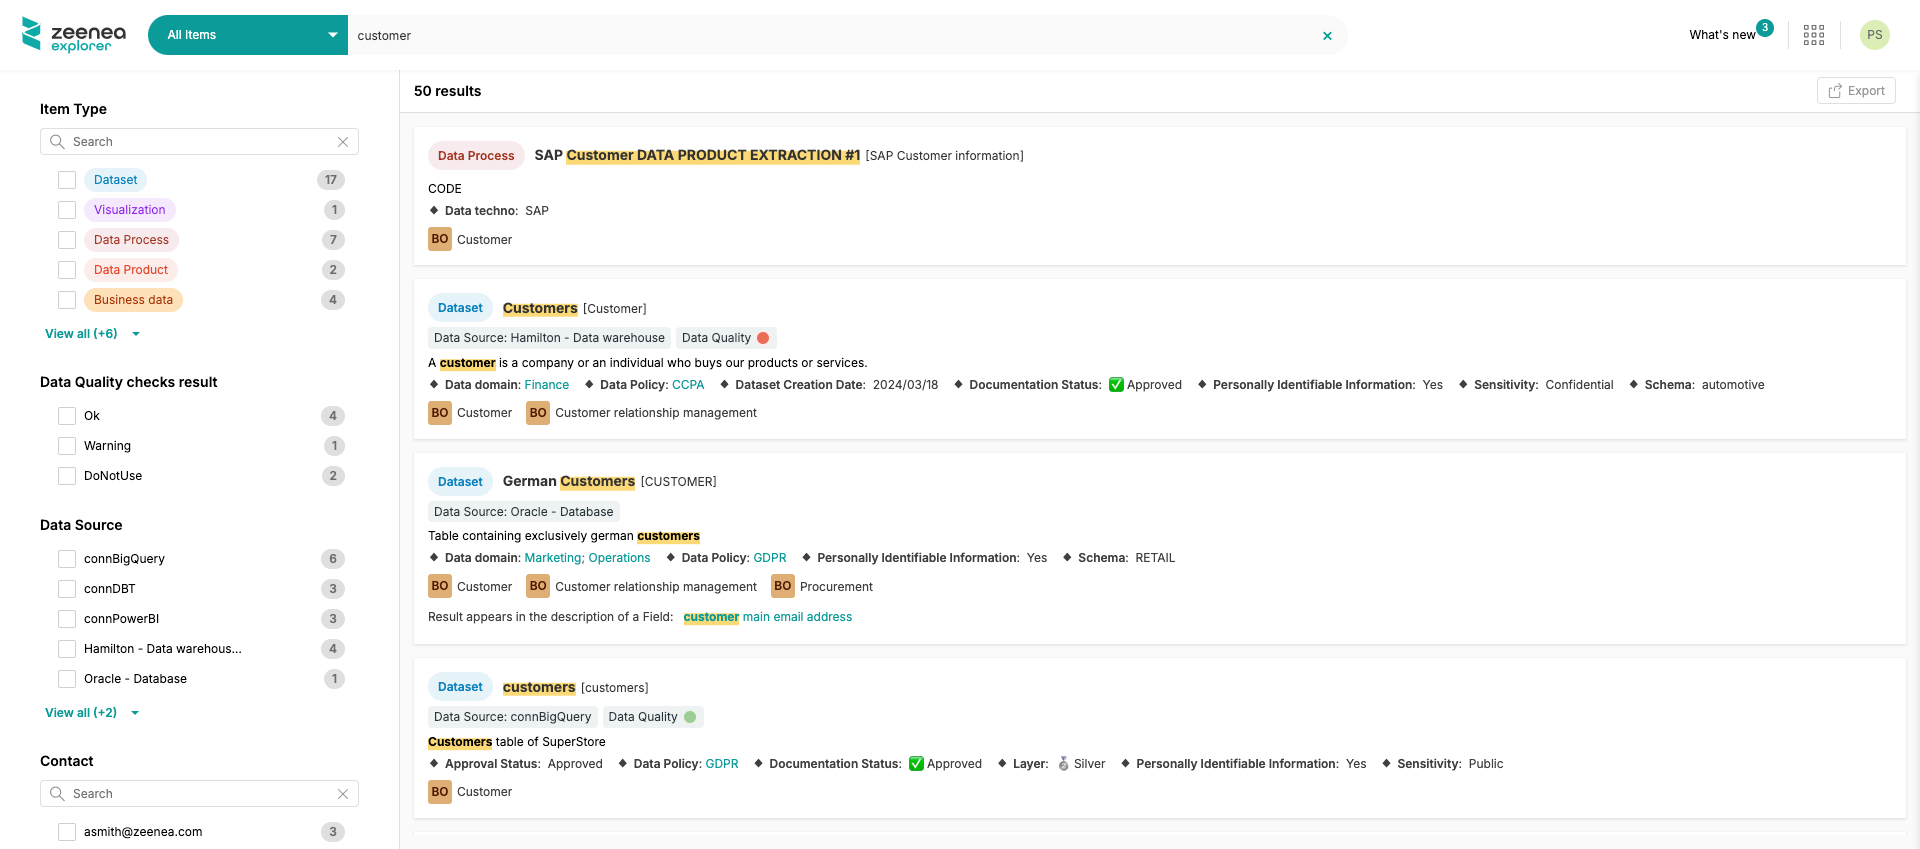 zeenea
explorer
All Items
customer
What's new 3
PS
Item Type
Search
Dataset 17
Visualization 1
Data Process 7
Data Product 2
Business data 4
View all (+6)
Data Quality checks result
Ok 4
Warning 1
DoNotUse 2
Data Source
connBigQuery 6
connDBT 3
connPowerBI 3
Hamilton - Data warehous... 4
Oracle - Database 1
View all (+2)
Contact
Search
asmith@zeenea.com 3
50 results
Export
Data Process SAP Customer DATA PRODUCT EXTRACTION #1 [SAP Customer information]
CODE
Data techno: SAP
BO Customer
Dataset Customers [Customer]
Data Source: Hamilton - Data warehouse Data Quality
A customer is a company or an individual who buys our products or services.
Data domain: Finance Data Policy: CCPA Dataset Creation Date: 2024/03/18 Documentation Status: ✅ Approved Personally Identifiable Information: Yes Sensitivity: Confidential Schema: automotive
BO Customer BO Customer relationship management
Dataset German Customers [CUSTOMER]
Data Source: Oracle - Database
Table containing exclusively german customers
Data domain: Marketing; Operations Data Policy: GDPR Personally Identifiable Information: Yes Schema: RETAIL
BO Customer BO Customer relationship management BO Procurement
Result appears in the description of a Field: customer main email address
Dataset customers [customers]
Data Source: connBigQuery Data Quality
Customers table of SuperStore
Approval Status: Approved Data Policy: GDPR Documentation Status: ✅ Approved Layer: 🥈 Silver Personally Identifiable Information: Yes Sensitivity: Public
BO Customer